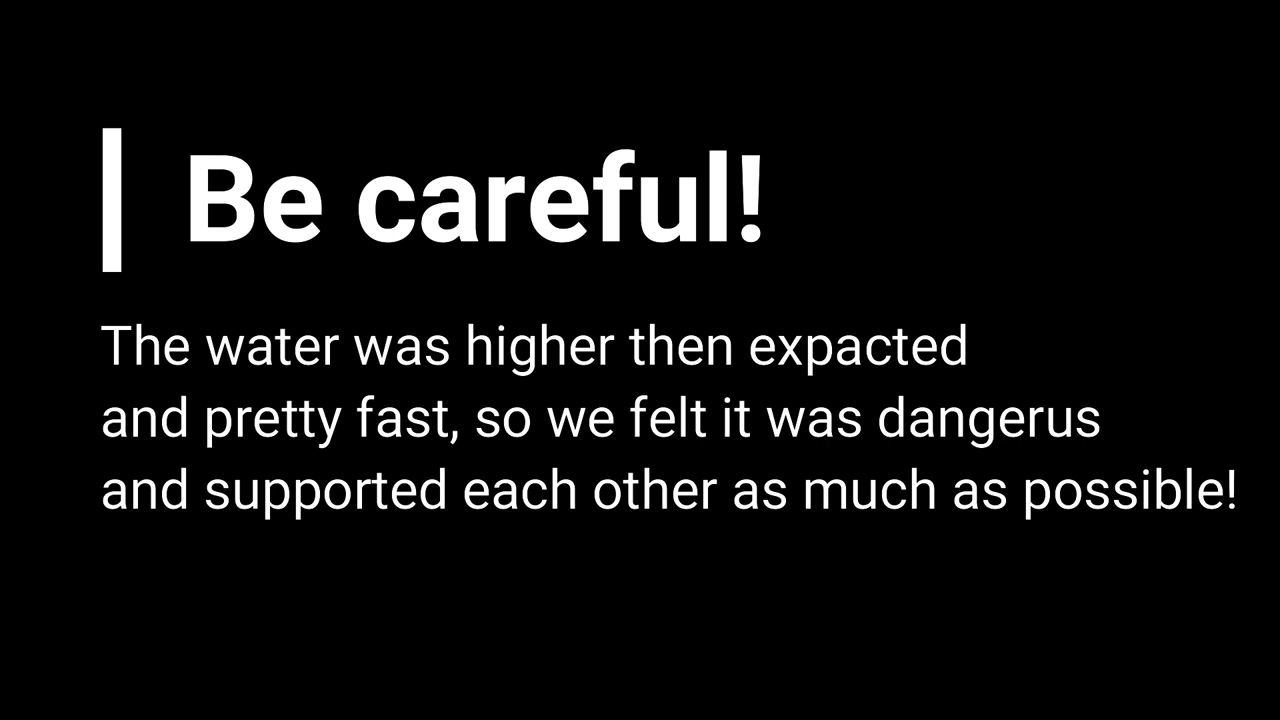 Be careful!
The water was higher then expacted
and pretty fast, so we felt it was dangerus
and supported each other as much as possible!